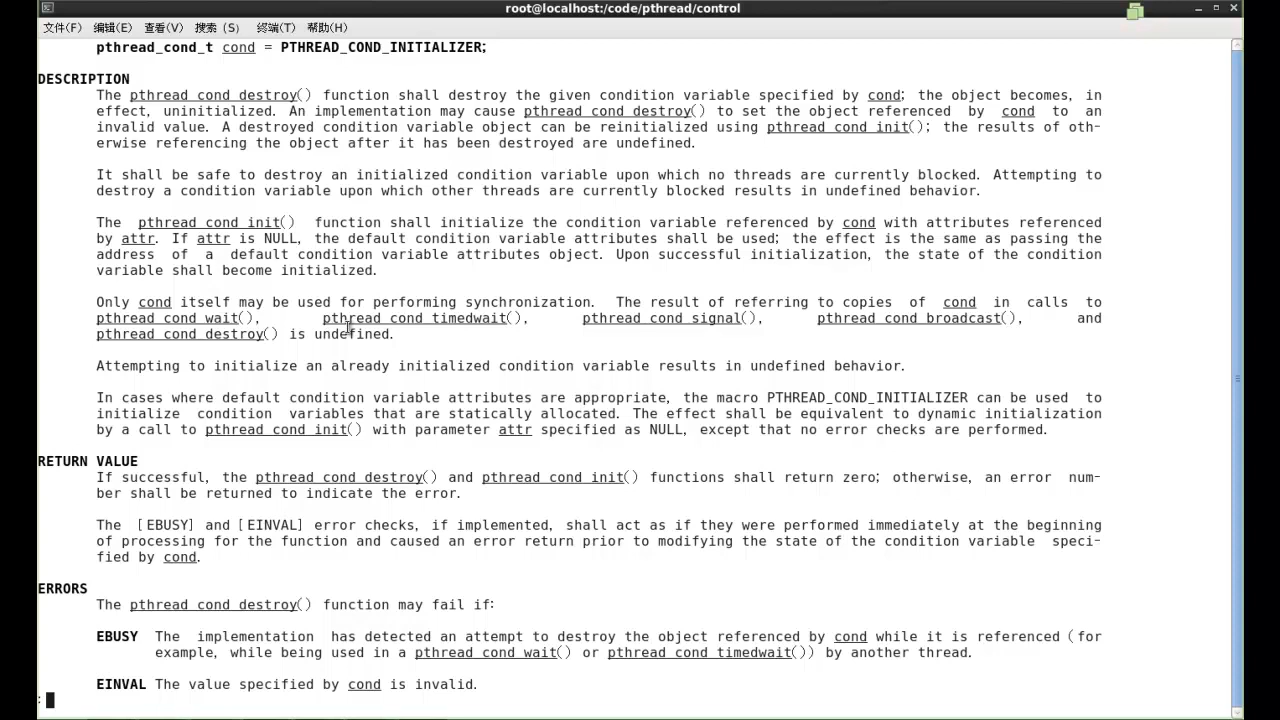 root@localhost:/code/pthread/control
文件(F) 编辑(E) 查看(V) 搜索 (S) 终端(T) 帮助(H)
pthread_cond_t cond = PTHREAD_COND_INITIALIZER;
DESCRIPTION
The pthread_cond_destroy() function shall destroy the given condition variable specified by cond; the object becomes, in
effect, uninitialized. An implementation may cause pthread_cond_destroy() to set the object referenced by cond to an
invalid value. A destroyed condition variable object can be reinitialized using pthread_cond_init(); the results of oth-
erwise referencing the object after it has been destroyed are undefined.
It shall be safe to destroy an initialized condition variable upon which no threads are currently blocked. Attempting to
destroy a condition variable upon which other threads are currently blocked results in undefined behavior.
The pthread_cond_init() function shall initialize the condition variable referenced by cond with attributes referenced
by attr. If attr is NULL, the default condition variable attributes shall be used; the effect is the same as passing the
address of a default condition variable attributes object. Upon successful initialization, the state of the condition
variable shall become initialized.
Only cond itself may be used for performing synchronization. The result of referring to copies of cond in calls to
pthread_cond_wait(), pthread_cond_timedwait(), pthread_cond_signal(), pthread_cond_broadcast(), and
pthread_cond_destroy() is undefined.
Attempting to initialize an already initialized condition variable results in undefined behavior.
In cases where default condition variable attributes are appropriate, the macro PTHREAD_COND_INITIALIZER can be used to
initialize condition variables that are statically allocated. The effect shall be equivalent to dynamic initialization
by a call to pthread_cond_init() with parameter attr specified as NULL, except that no error checks are performed.
RETURN VALUE
If successful, the pthread_cond_destroy() and pthread_cond_init() functions shall return zero; otherwise, an error num-
ber shall be returned to indicate the error.
The [EBUSY] and [EINVAL] error checks, if implemented, shall act as if they were performed immediately at the beginning
of processing for the function and caused an error return prior to modifying the state of the condition variable speci-
fied by cond.
ERRORS
The pthread_cond_destroy() function may fail if:
EBUSY The implementation has detected an attempt to destroy the object referenced by cond while it is referenced (for
example, while being used in a pthread_cond_wait() or pthread_cond_timedwait()) by another thread.
EINVAL The value specified by cond is invalid.
: